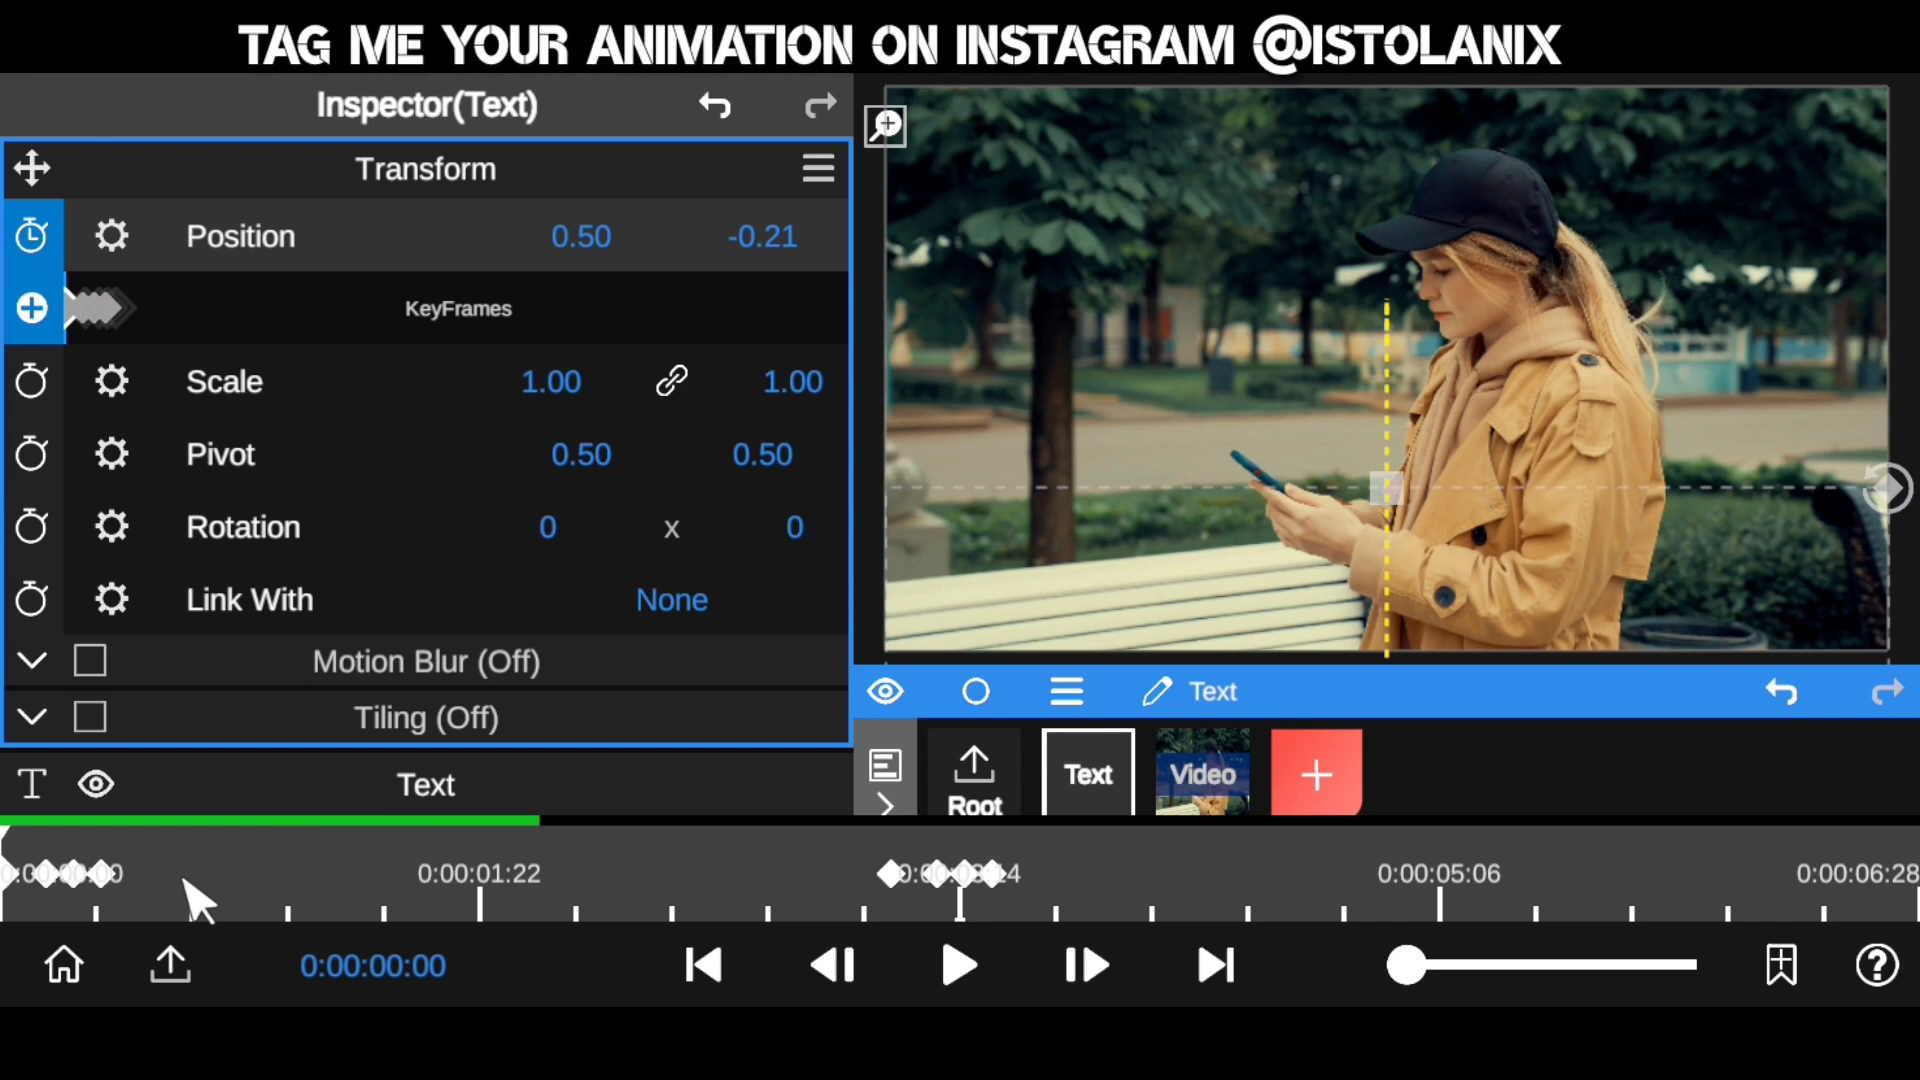 TAG ME YOUR ANIMATION ON INSTAGRAM @ISTOLANIX
Inspector(Text)
Transform
Position 0.50 -0.21
KeyFrames
Scale 1.00 1.00
Pivot 0.50 0.50
Rotation 0 x 0
Link With None
Motion Blur (Off)
Tiling (Off)
Text
Text
Root Text Video
0:00:01:22 0:00:05:06 0:00:06:28
0:00:00:00